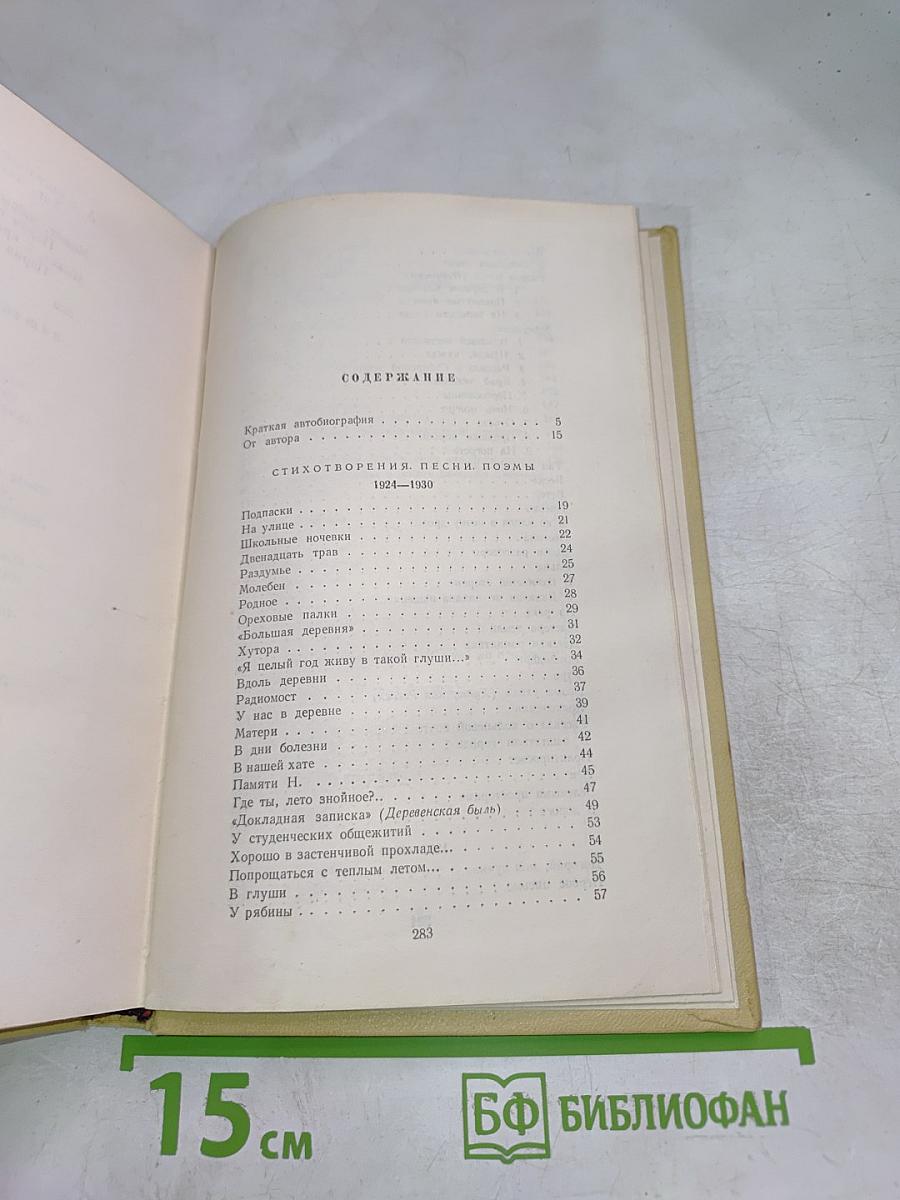 СОДЕРЖАНИЕ
Краткая автобиография . . . . . . . . . . . . . 5
От автора . . . . . . . . . . . . . . . . . 15
СТИХОТВОРЕНИЯ. ПЕСНИ. ПОЭМЫ
1924—1930
Подпаски . . . . . . . . . . . . . . . . . 19
На улице . . . . . . . . . . . . . . . . . 21
Школьные ночевки . . . . . . . . . . . . . . 22
Двенадцать трав . . . . . . . . . . . . . . . 24
Раздумье . . . . . . . . . . . . . . . . . 25
Молебен . . . . . . . . . . . . . . . . . 27
Родное . . . . . . . . . . . . . . . . . . 28
Ореховые палки . . . . . . . . . . . . . . . 29
«Большая деревня» . . . . . . . . . . . . . . 31
Хутора . . . . . . . . . . . . . . . . . . 32
«Я целый год живу в такой глуши...» . . . . . 34
Вдоль деревни . . . . . . . . . . . . . . . 36
Радиомост . . . . . . . . . . . . . . . . . 37
У нас в деревне . . . . . . . . . . . . . . . 39
Матери . . . . . . . . . . . . . . . . . . 41
В дни болезни . . . . . . . . . . . . . . . 42
В нашей хате . . . . . . . . . . . . . . . . 44
Памяти Н. . . . . . . . . . . . . . . . . . 45
Где ты, лето знойное?.. . . . . . . . . . . . . 47
«Докладная записка» (Деревенская быль) . . . . . 49
У студенческих общежитий . . . . . . . . . . . 53
Хорошо в застенчивой прохладе... . . . . . . . . 54
Попрощаться с теплым летом... . . . . . . . . . 55
В глуши . . . . . . . . . . . . . . . . . . 56
У рябины . . . . . . . . . . . . . . . . . 57
283
15 см
БФ БИБЛИОФАН